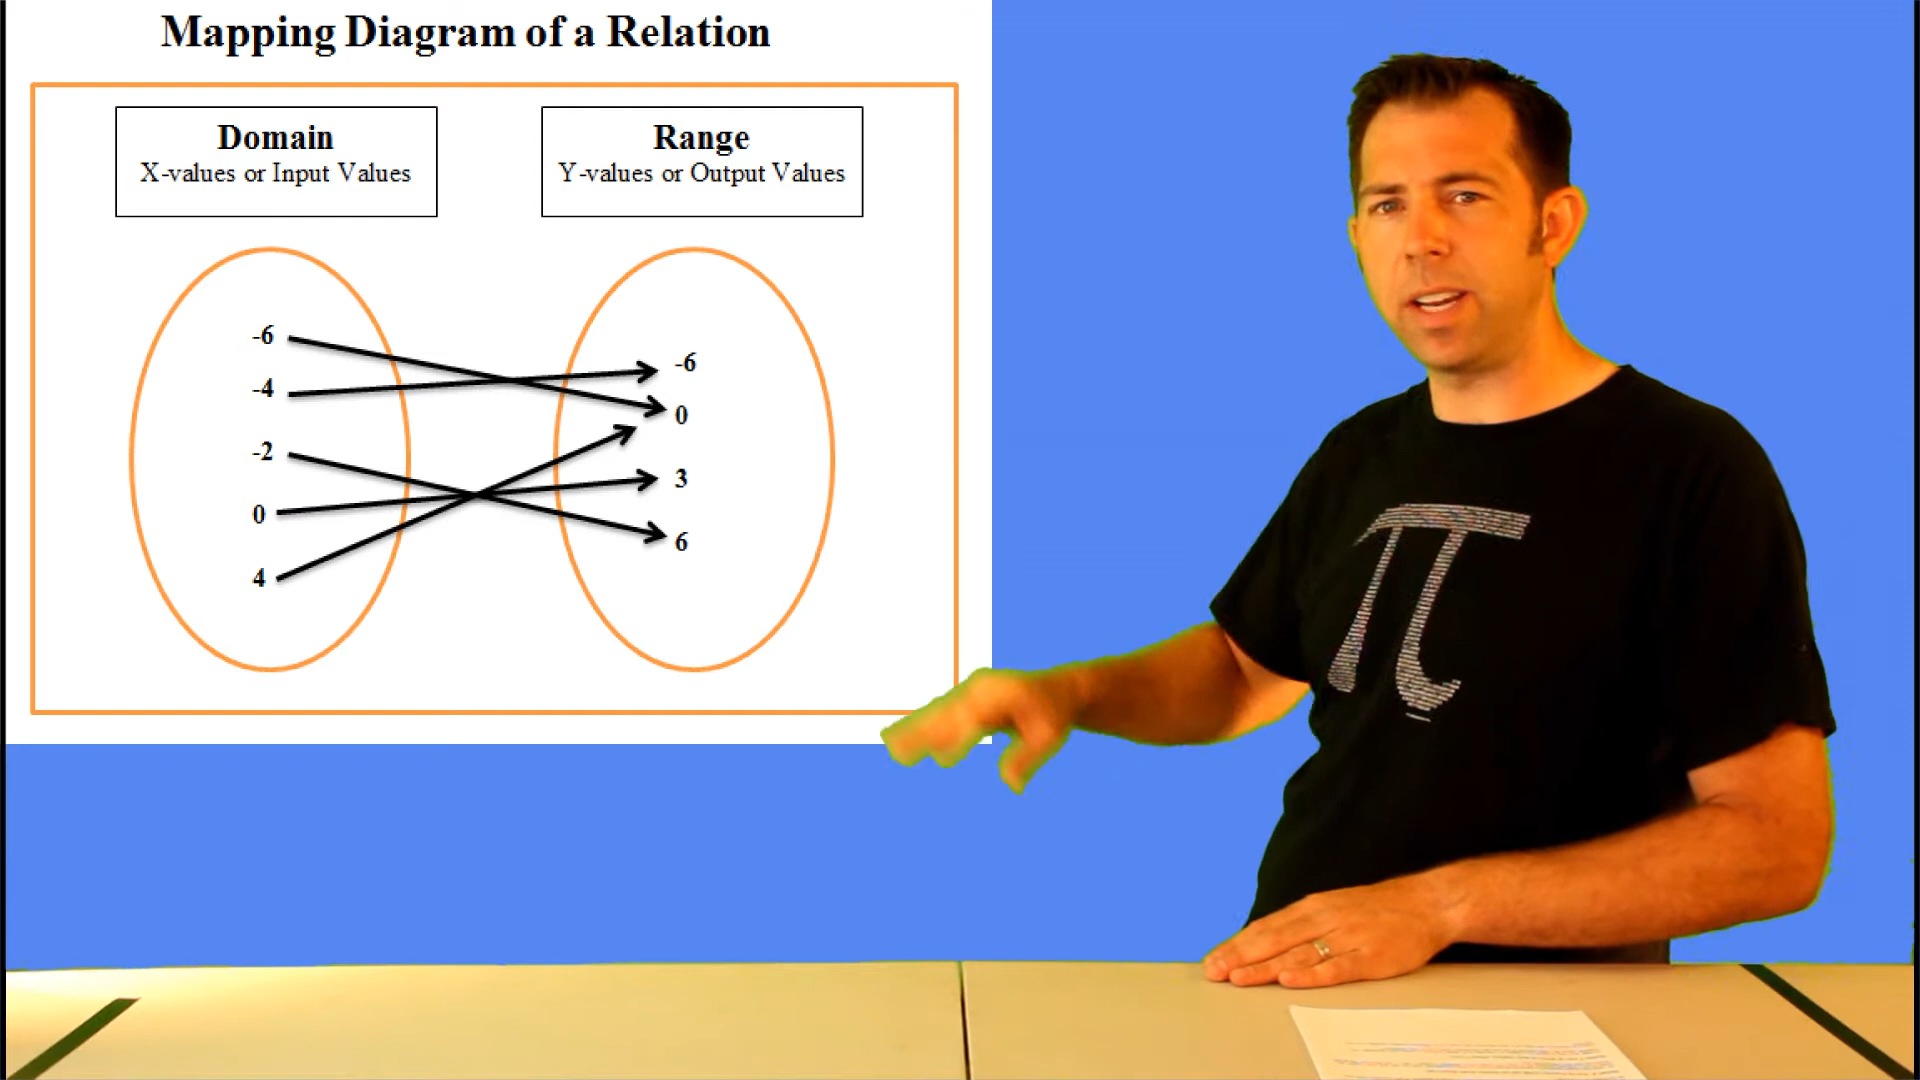 Mapping Diagram of a Relation
Domain
X-values or Input Values
Range
Y-values or Output Values
-6
-4
-2
0
4
-6
0
3
6
π